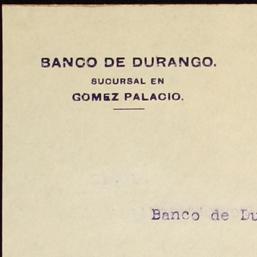 BANCO DE DURANGO.
SUCURSAL EN
GOMEZ PALACIO.
Banco de Du